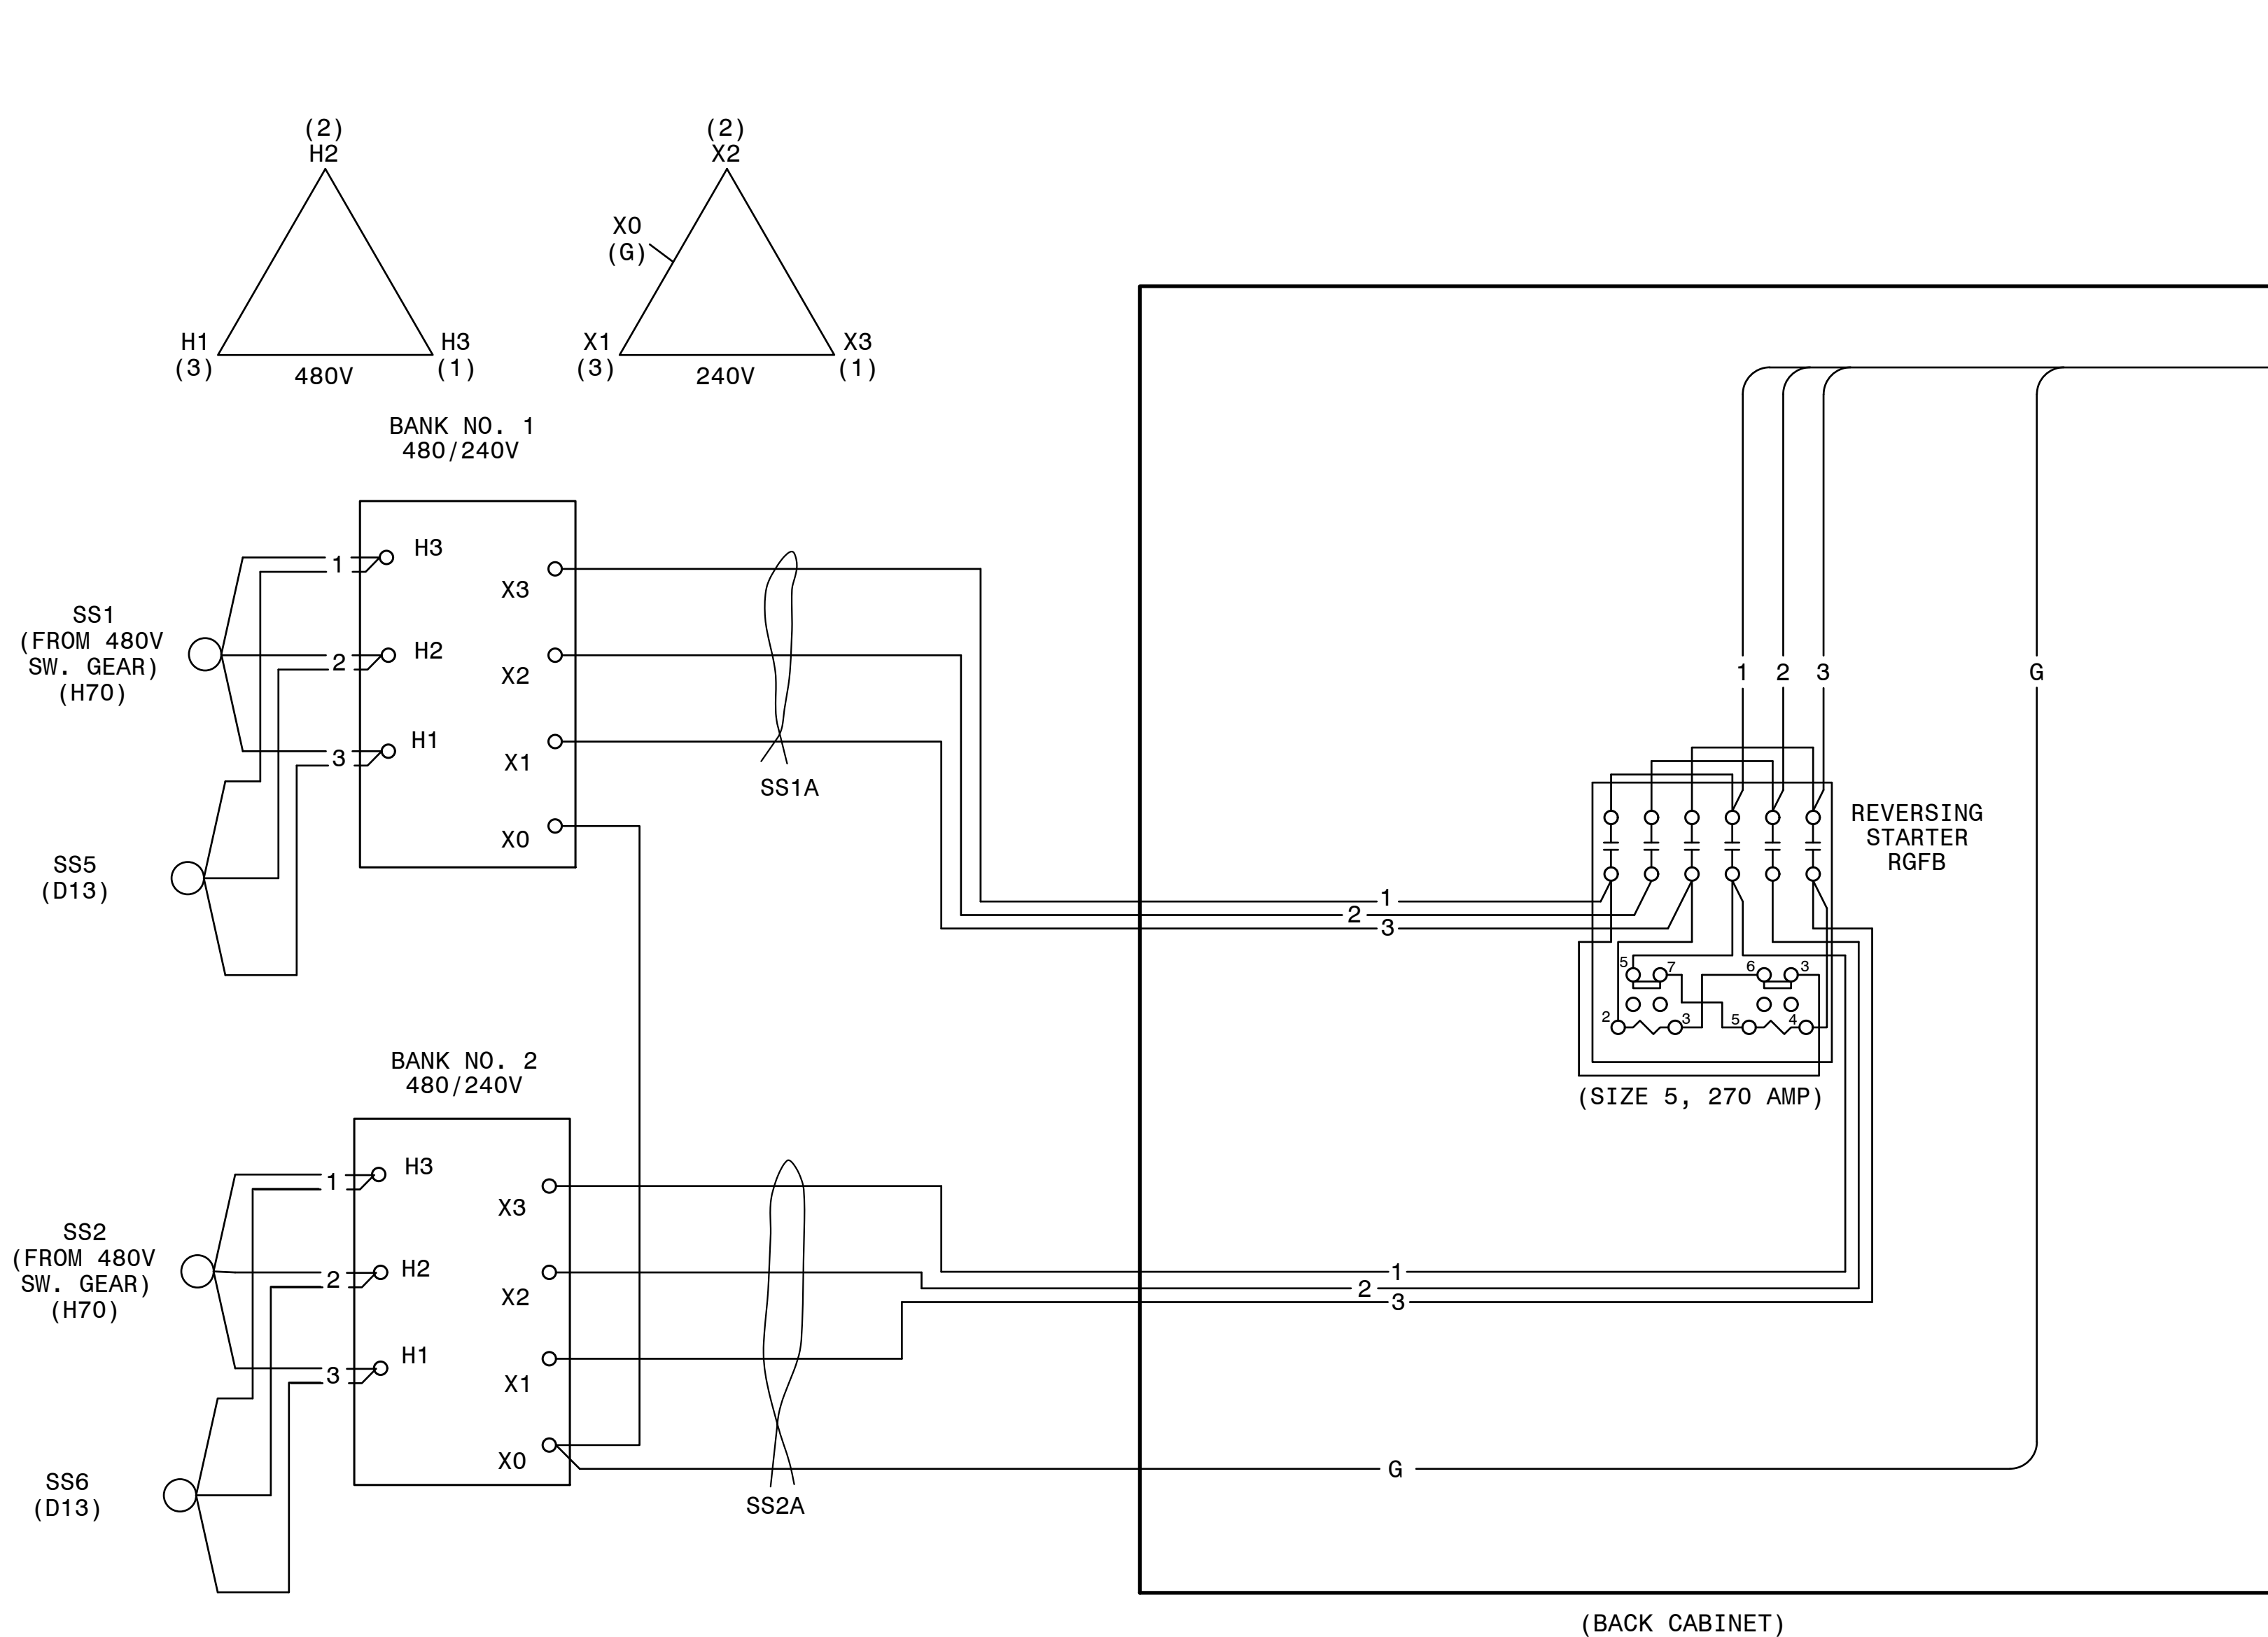 (2)
H2
H1
(3)
H3
(1)
480V
(2)
X2
X0
(G)
X1
(3)
X3
(1)
240V
BANK NO. 1
480/240V
H3
H2
H1
X3
X2
X1
X0
1
2
3
SS1
(FROM 480V
SW. GEAR)
(H70)
SS5
(D13)
SS1A
1
2
3
1
2
3
G
REVERSING
STARTER
RGFB
5
7
6
3
2
3
5
4
(SIZE 5, 270 AMP)
BANK NO. 2
480/240V
H3
H2
H1
X3
X2
X1
X0
1
2
3
SS2
(FROM 480V
SW. GEAR)
(H70)
SS6
(D13)
SS2A
1
2
3
G
(BACK CABINET)